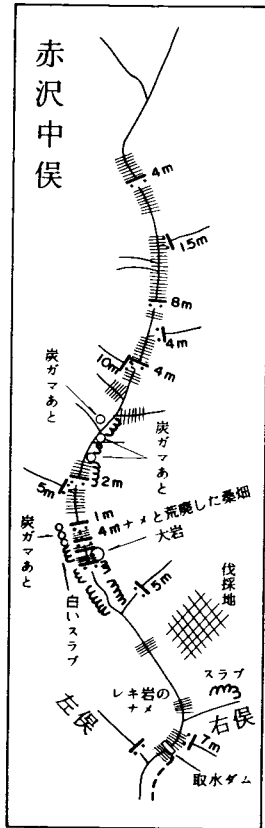 赤沢中俣
4m
15m
8m
4m
4m
10m
炭ガマあと
炭ガマあと
2m
5m
1m
4mナメと荒廃した桑畑
大岩
炭ガマあと
白いスラブ
5m
伐採地
スラブ
レキ岩の
ナメ
右俣
左俣
7m
取水ダム